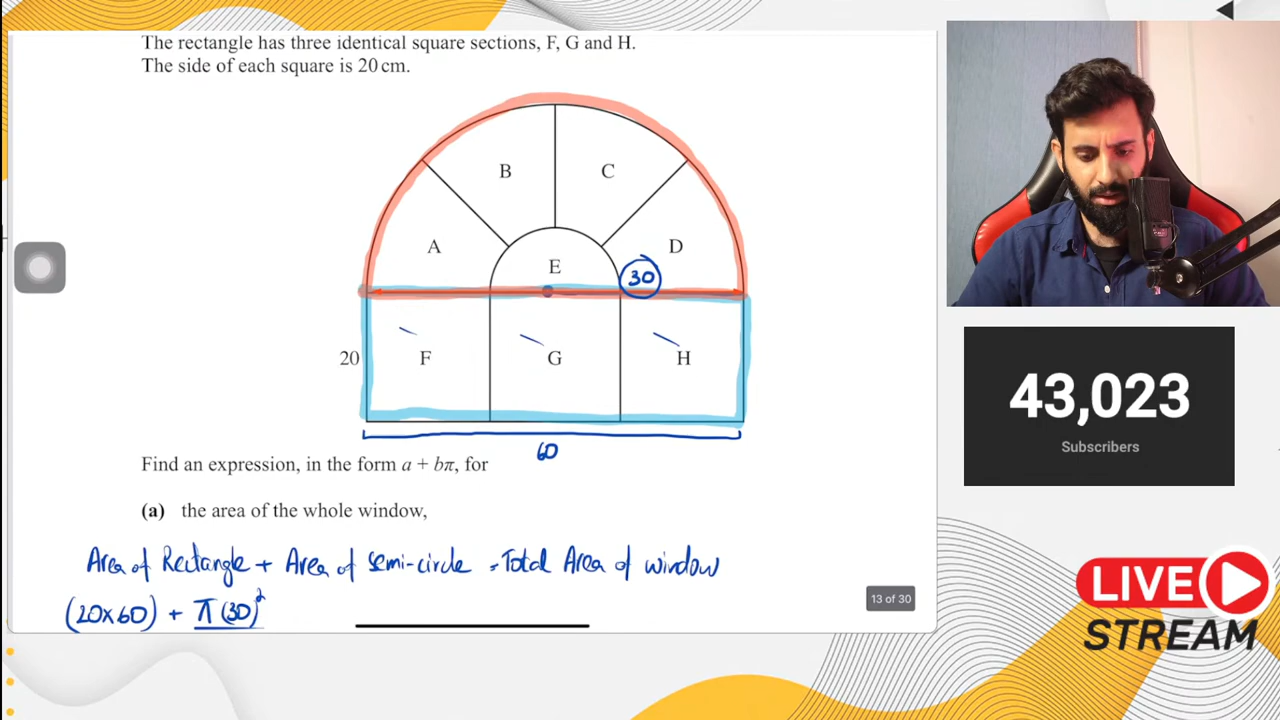 The rectangle has three identical square sections, F, G and H.
The side of each square is 20 cm.
B
C
A
D
E
30
20
F
G
H
60
Find an expression, in the form a + bπ, for
(a) the area of the whole window,
Area of Rectangle + Area of semi-circle = Total Area of window
(20x60) + π(30)²
13 of 30
43,023
Subscribers
LIVE
STREAM